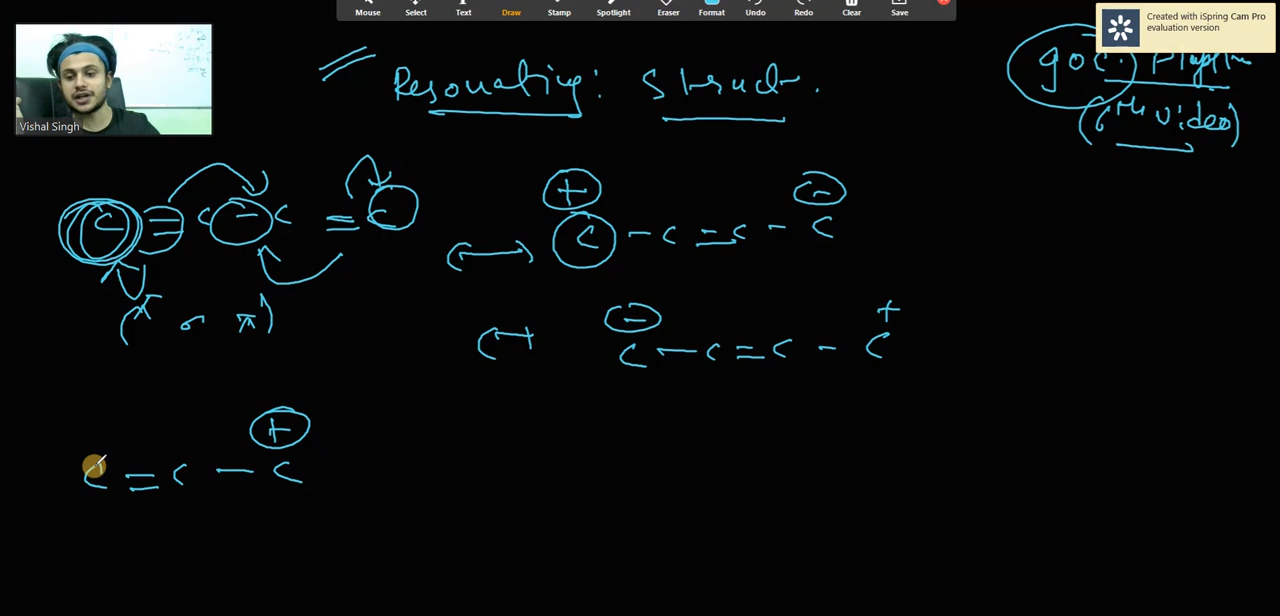 Mouse Select Text Draw Stamp Spotlight Eraser Format Undo Redo Clear Save
Created with iSpring Cam Pro
evaluation version
Vishal Singh
Resonating: Struct.
goc.
(6th video)
C = C - C = C
(π σ π)
⟷ C⊕ - C = C - C⊖
⟷ C⊖ - C = C - C+
C = C - C⊕